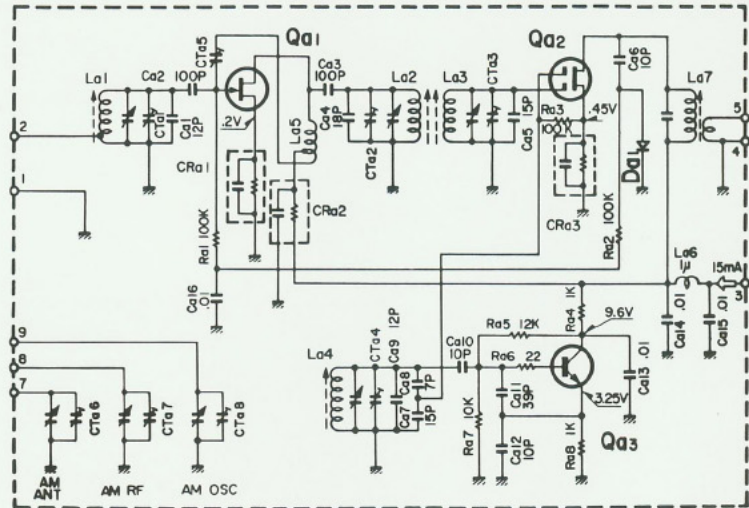 Qa1
Qa2
CTa5
La1
Ca2
100P
Ca3
100P
La5
La2
La3
CTa3
Ca6
10P
La7
5
4
2
CTa1
Ca1
12P
.2V
Ca4
18P
CTa2
15P
Ca5
Ra3
100K
.45V
Da1
1
CRa1
CRa2
CRa3
Ra1 100K
Ra2 100K
Ca16
.01
La6
1μ
15mA
3
Ra4
1K
9.6V
Ca14 .01
Ca15 .01
9
8
7
La4
CTa4
Ca9 12P
Ca8
7P
Ca7
15P
Ca10
10P
Ra5 12K
Ra6 22
Ca11
39P
Ca13 .01
3.25V
Ra7 10K
Ca12
10P
Ra8 1K
Qa3
CTa6
CTa7
CTa8
AM
ANT
AM RF
AM OSC